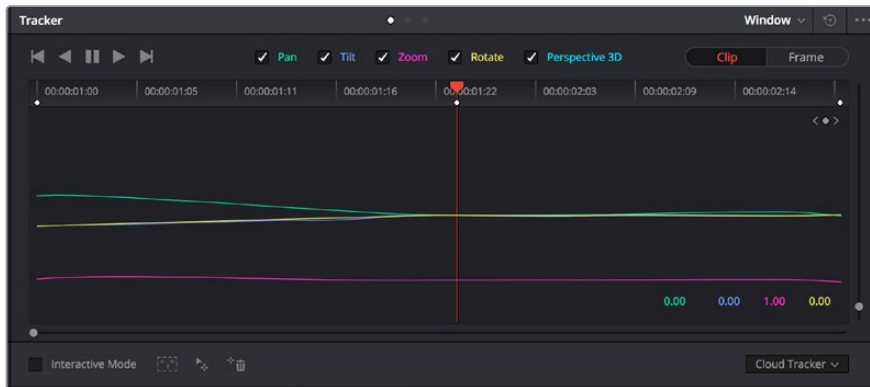 Tracker Window
Pan Tilt Zoom Rotate Perspective 3D Clip Frame
00:00:01:00 00:00:01:05 00:00:01:11 00:00:01:16 00:00:01:22 00:00:02:03 00:00:02:09 00:00:02:14
0.00 0.00 1.00 0.00
Interactive Mode Cloud Tracker